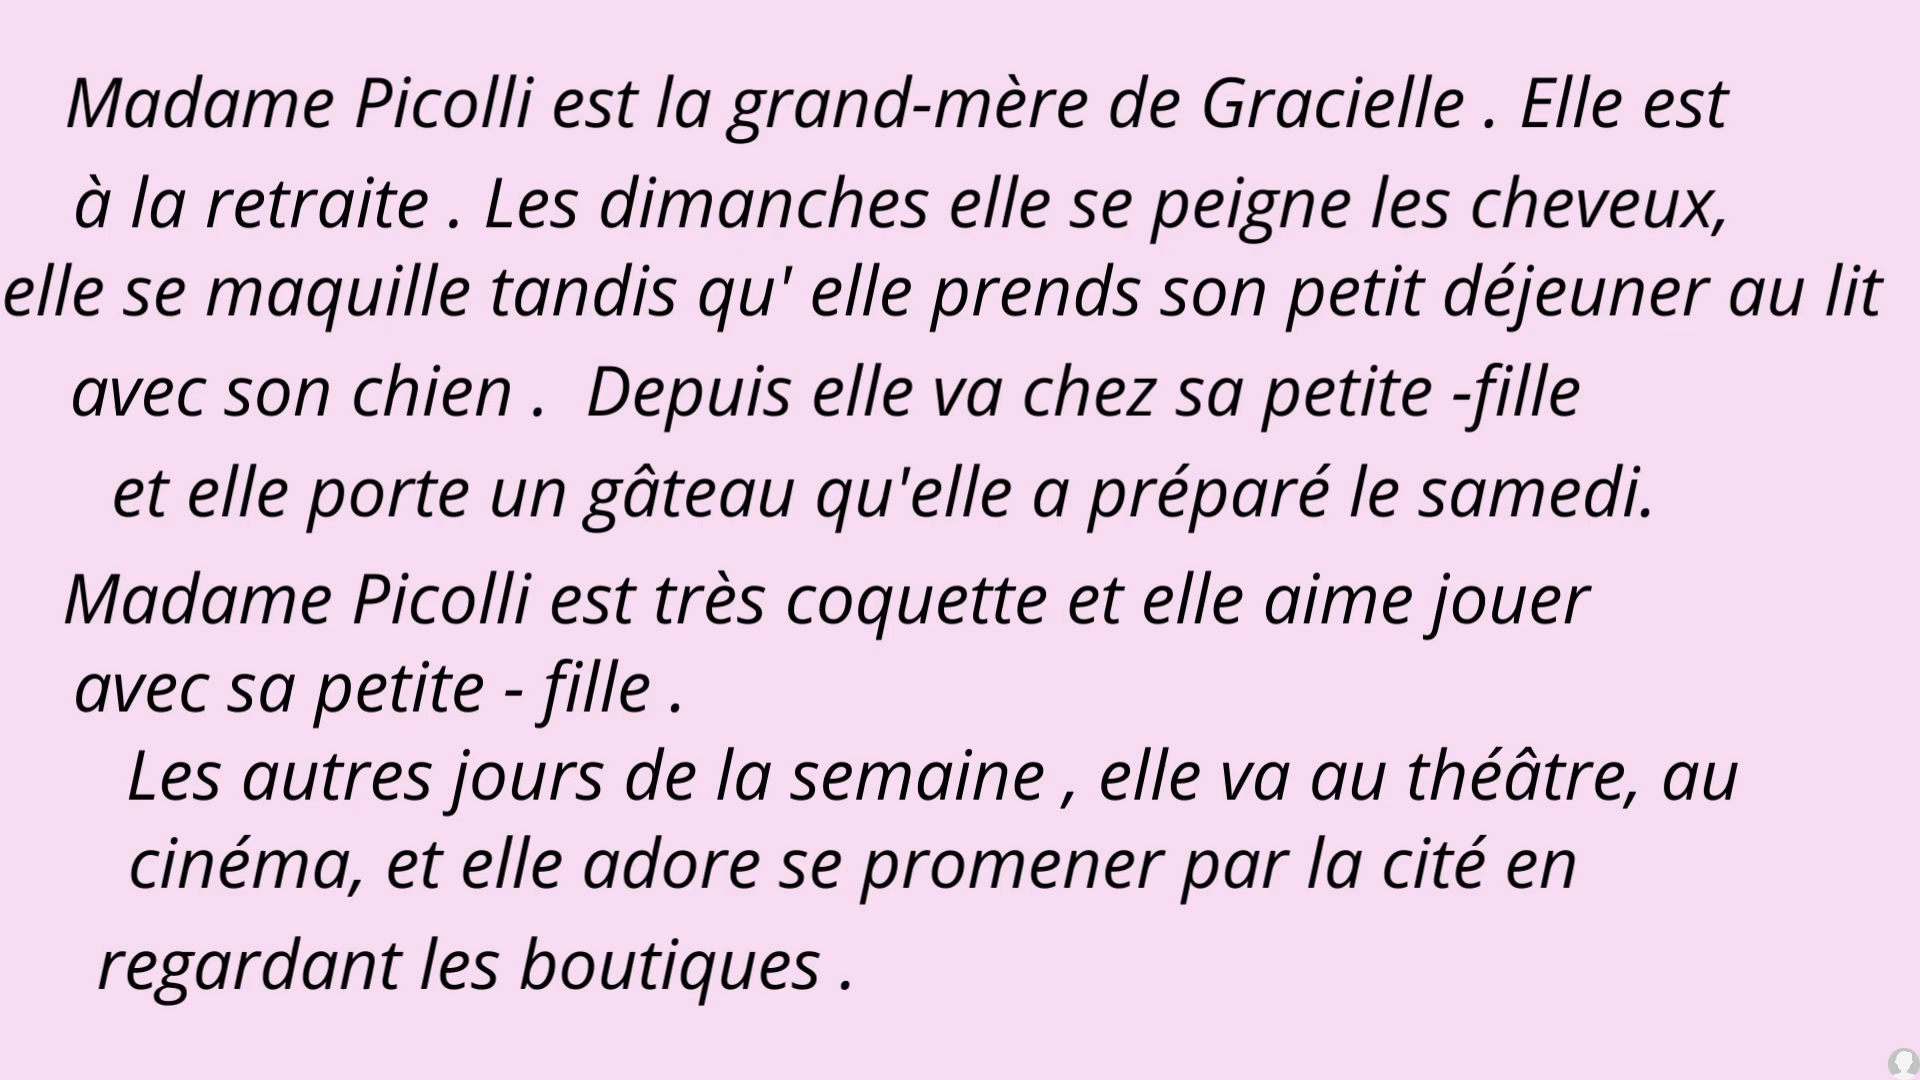 Madame Picolli est la grand-mère de Gracielle . Elle est
à la retraite . Les dimanches elle se peigne les cheveux,
elle se maquille tandis qu' elle prends son petit déjeuner au lit
avec son chien .  Depuis elle va chez sa petite -fille
et elle porte un gâteau qu'elle a préparé le samedi.
Madame Picolli est très coquette et elle aime jouer
avec sa petite - fille .
Les autres jours de la semaine , elle va au théâtre, au
cinéma, et elle adore se promener par la cité en
regardant les boutiques .